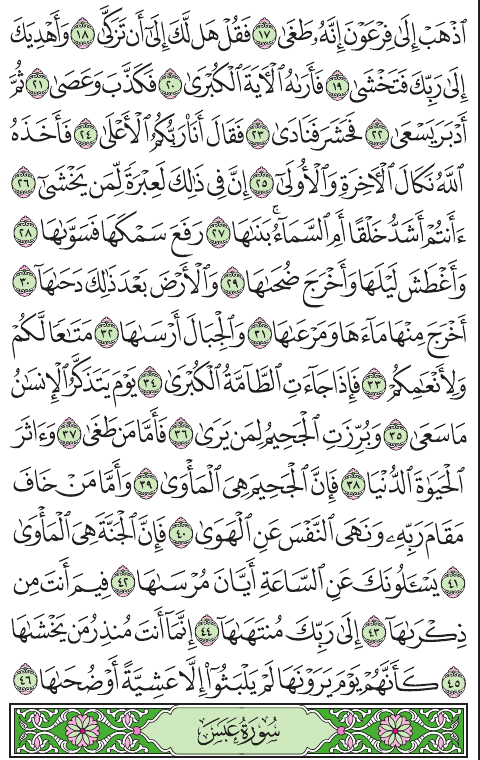 ٱذْهَبْ إِلَىٰ فِرْعَوْنَ إِنَّهُۥ طَغَىٰ ١٧ فَقُلْ هَل لَّكَ إِلَىٰٓ أَن تَزَكَّىٰ ١٨ وَأَهْدِيَكَ
إِلَىٰ رَبِّكَ فَتَخْشَىٰ ١٩ فَأَرَىٰهُ ٱلْءَايَةَ ٱلْكُبْرَىٰ ٢٠ فَكَذَّبَ وَعَصَىٰ ٢١ ثُمَّ
أَدْبَرَ يَسْعَىٰ ٢٢ فَحَشَرَ فَنَادَىٰ ٢٣ فَقَالَ أَنَا۠ رَبُّكُمُ ٱلْأَعْلَىٰ ٢٤ فَأَخَذَهُ
ٱللَّهُ نَكَالَ ٱلْءَاخِرَةِ وَٱلْأُولَىٰٓ ٢٥ إِنَّ فِى ذَٰلِكَ لَعِبْرَةً لِّمَن يَخْشَىٰٓ ٢٦
ءَأَنتُمْ أَشَدُّ خَلْقًا أَمِ ٱلسَّمَآءُ ۚ بَنَىٰهَا ٢٧ رَفَعَ سَمْكَهَا فَسَوَّىٰهَا ٢٨
وَأَغْطَشَ لَيْلَهَا وَأَخْرَجَ ضُحَىٰهَا ٢٩ وَٱلْأَرْضَ بَعْدَ ذَٰلِكَ دَحَىٰهَآ ٣٠
أَخْرَجَ مِنْهَا مَآءَهَا وَمَرْعَىٰهَا ٣١ وَٱلْجِبَالَ أَرْسَىٰهَا ٣٢ مَتَٰعًا لَّكُمْ
وَلِأَنْعَٰمِكُمْ ٣٣ فَإِذَا جَآءَتِ ٱلطَّآمَّةُ ٱلْكُبْرَىٰ ٣٤ يَوْمَ يَتَذَكَّرُ ٱلْإِنسَٰنُ
مَا سَعَىٰ ٣٥ وَبُرِّزَتِ ٱلْجَحِيمُ لِمَن يَرَىٰ ٣٦ فَأَمَّا مَن طَغَىٰ ٣٧ وَءَاثَرَ
ٱلْحَيَوٰةَ ٱلدُّنْيَا ٣٨ فَإِنَّ ٱلْجَحِيمَ هِىَ ٱلْمَأْوَىٰ ٣٩ وَأَمَّا مَنْ خَافَ
مَقَامَ رَبِّهِۦ وَنَهَى ٱلنَّفْسَ عَنِ ٱلْهَوَىٰ ٤٠ فَإِنَّ ٱلْجَنَّةَ هِىَ ٱلْمَأْوَىٰ
٤١ يَسْـَٔلُونَكَ عَنِ ٱلسَّاعَةِ أَيَّانَ مُرْسَىٰهَا ٤٢ فِيمَ أَنتَ مِن
ذِكْرَىٰهَآ ٤٣ إِلَىٰ رَبِّكَ مُنتَهَىٰهَآ ٤٤ إِنَّمَآ أَنتَ مُنذِرُ مَن يَخْشَىٰهَا
٤٥ كَأَنَّهُمْ يَوْمَ يَرَوْنَهَا لَمْ يَلْبَثُوٓا۟ إِلَّا عَشِيَّةً أَوْ ضُحَىٰهَا ٤٦
سُورَةُ عَبَسَ